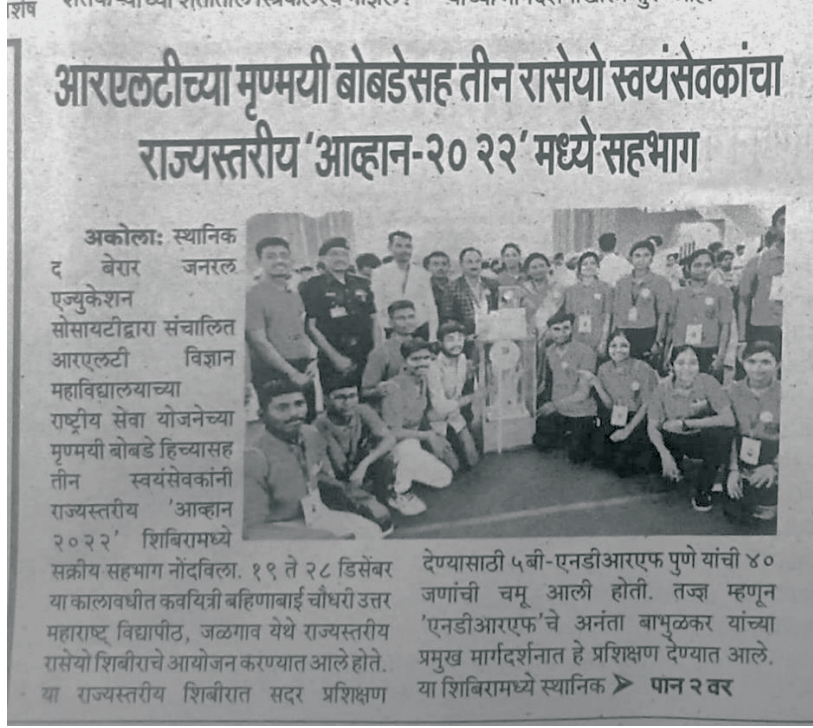 आरएलटीच्या मृण्मयी बोबडेसह तीन रासेयो स्वयंसेवकांचा
राज्यस्तरीय 'आव्हान-२० २२' मध्ये सहभाग
अकोलाः स्थानिक
द बेरार जनरल
एज्युकेशन
सोसायटीद्वारा संचालित
आरएलटी विज्ञान
महाविद्यालयाच्या
राष्ट्रीय सेवा योजनेच्या
मृण्मयी बोबडे हिच्यासह
तीन स्वयंसेवकांनी
राज्यस्तरीय 'आव्हान
२०२२' शिबिरामध्ये
सक्रीय सहभाग नोंदविला. १९ ते २८ डिसेंबर
या कालावधीत कवयित्री बहिणाबाई चौधरी उत्तर
महाराष्ट्र विद्यापीठ, जळगाव येथे राज्यस्तरीय
रासेयो शिबीराचे आयोजन करण्यात आले होते.
या राज्यस्तरीय शिबीरात सदर प्रशिक्षण
देण्यासाठी ५बी-एनडीआरएफ पुणे यांची ४०
जणांची चमू आली होती. तज्ज्ञ म्हणून
'एनडीआरएफ'चे अनंता बाभुळकर यांच्या
प्रमुख मार्गदर्शनात हे प्रशिक्षण देण्यात आले.
या शिबिरामध्ये स्थानिक ➤ पान २ वर